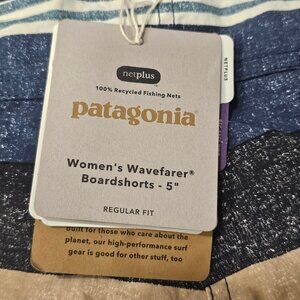 netplus
100% Recycled Fishing Nets
patagonia
Women's Wavefarer®
Boardshorts - 5"
REGULAR FIT
built for those who care about the
planet, our high-performance surf
gear is good for other stuff, too
NETPLUS